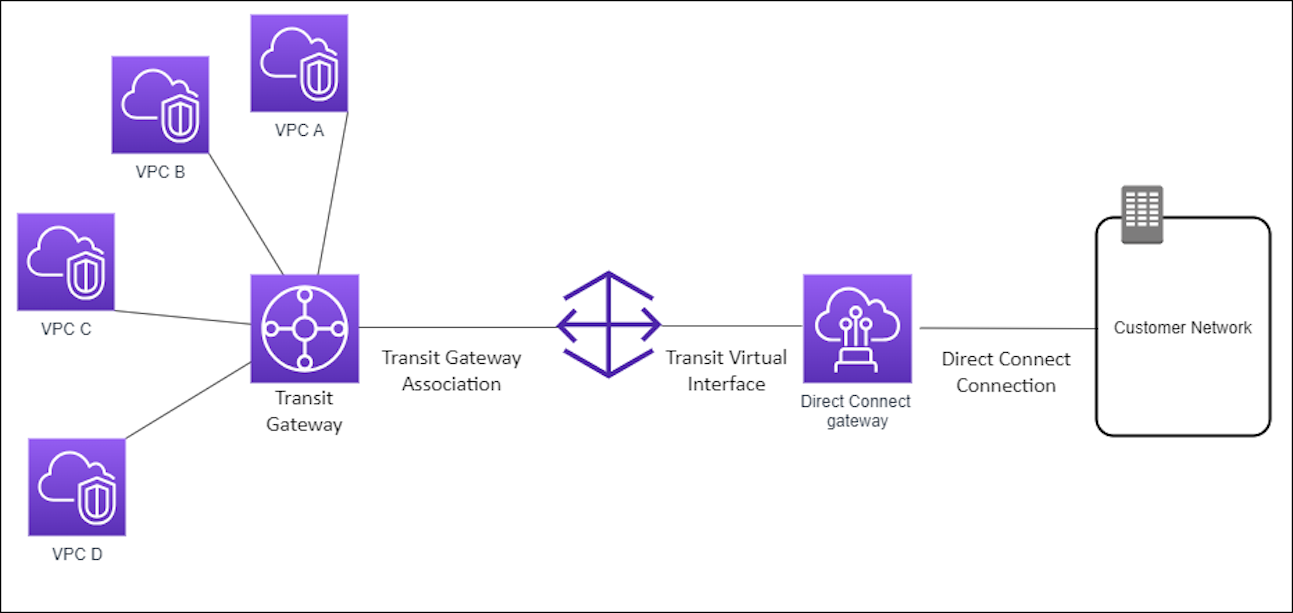 VPC A
VPC B
VPC C
VPC D
Transit
Gateway
Transit Gateway
Association
Transit Virtual
Interface
Direct Connect
gateway
Direct Connect
Connection
Customer Network